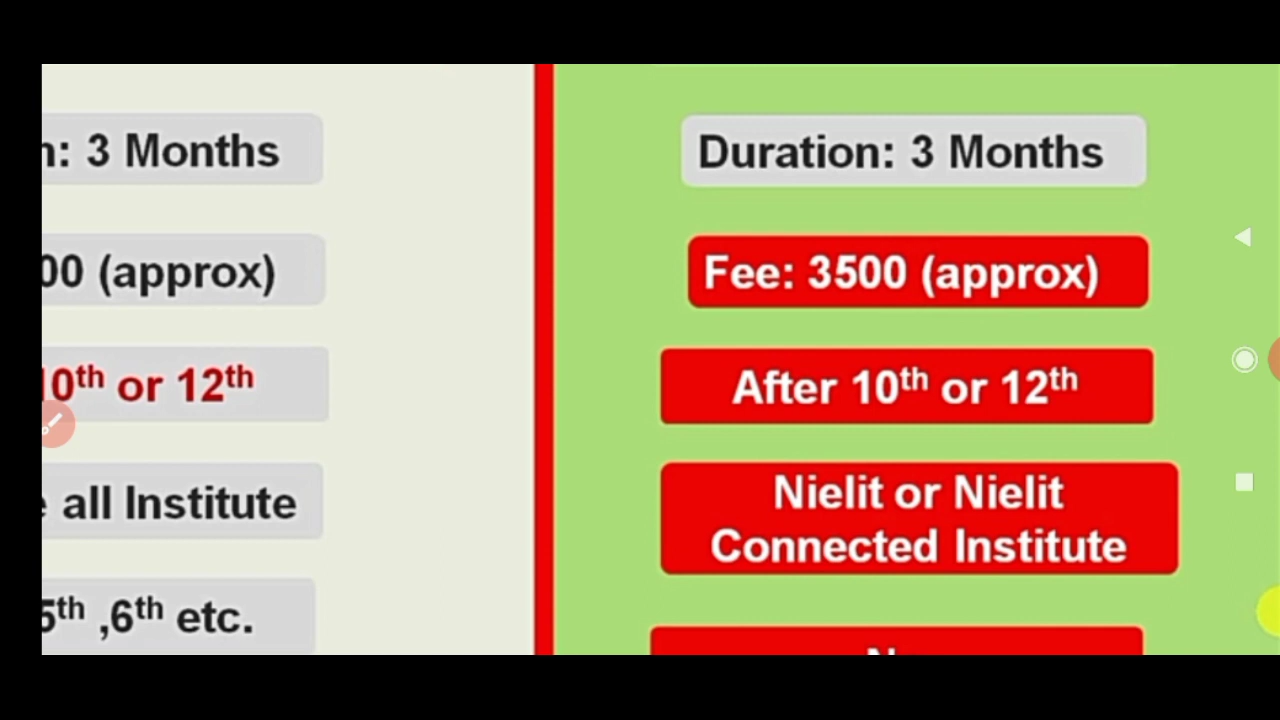 n: 3 Months
00 (approx)
10th or 12th
all Institute
5th ,6th etc.
Duration: 3 Months
Fee: 3500 (approx)
After 10th or 12th
Nielit or Nielit
Connected Institute